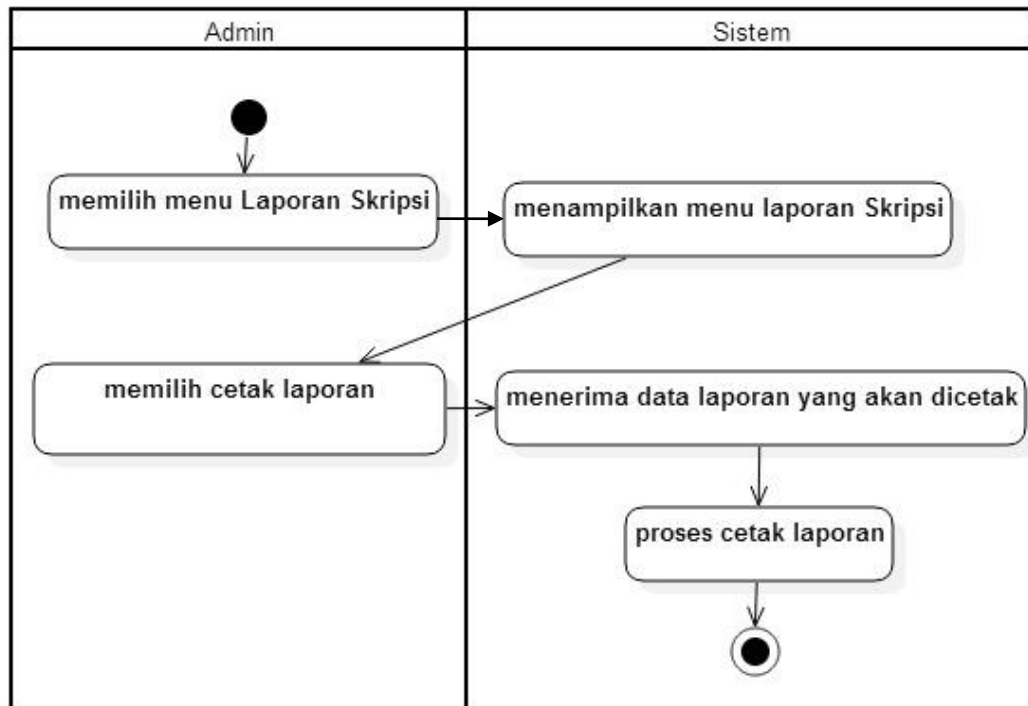 Admin
Sistem
memilih menu Laporan Skripsi
menampilkan menu laporan Skripsi
memilih cetak laporan
menerima data laporan yang akan dicetak
proses cetak laporan